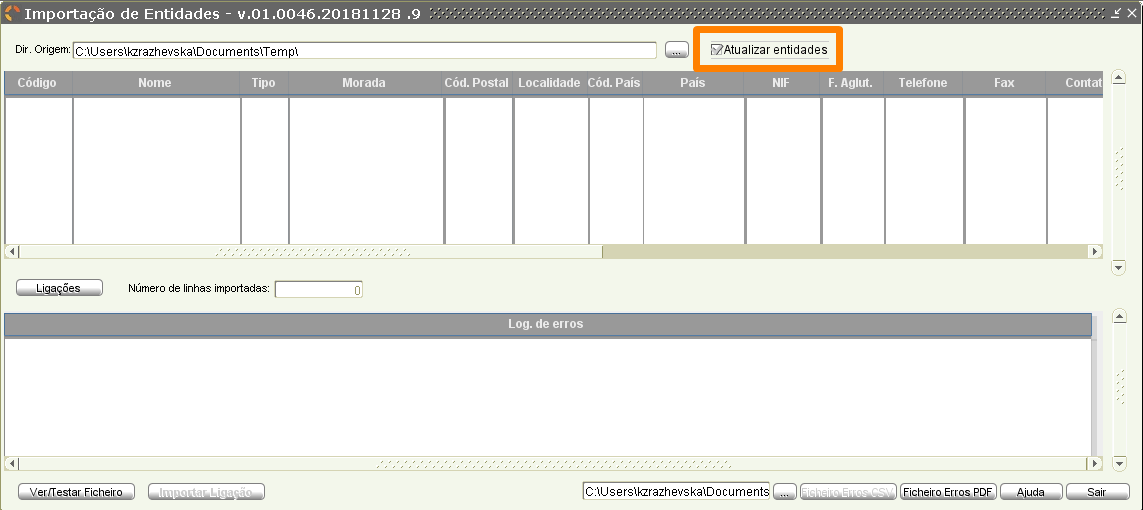 Importação de Entidades - v.01.0046.20181128 .9
Dir. Origem: C:\Users\kzrazhevska\Documents\Temp\ ... Atualizar entidades
Código Nome Tipo Morada Cód. Postal Localidade Cód. País País NIF F. Aglut. Telefone Fax Contat
Ligações Número de linhas importadas: 0
Log. de erros
Ver/Testar Ficheiro Importar Ligação C:\Users\kzrazhevska\Documents ... Ficheiro Erros CSV Ficheiro Erros PDF Ajuda Sair